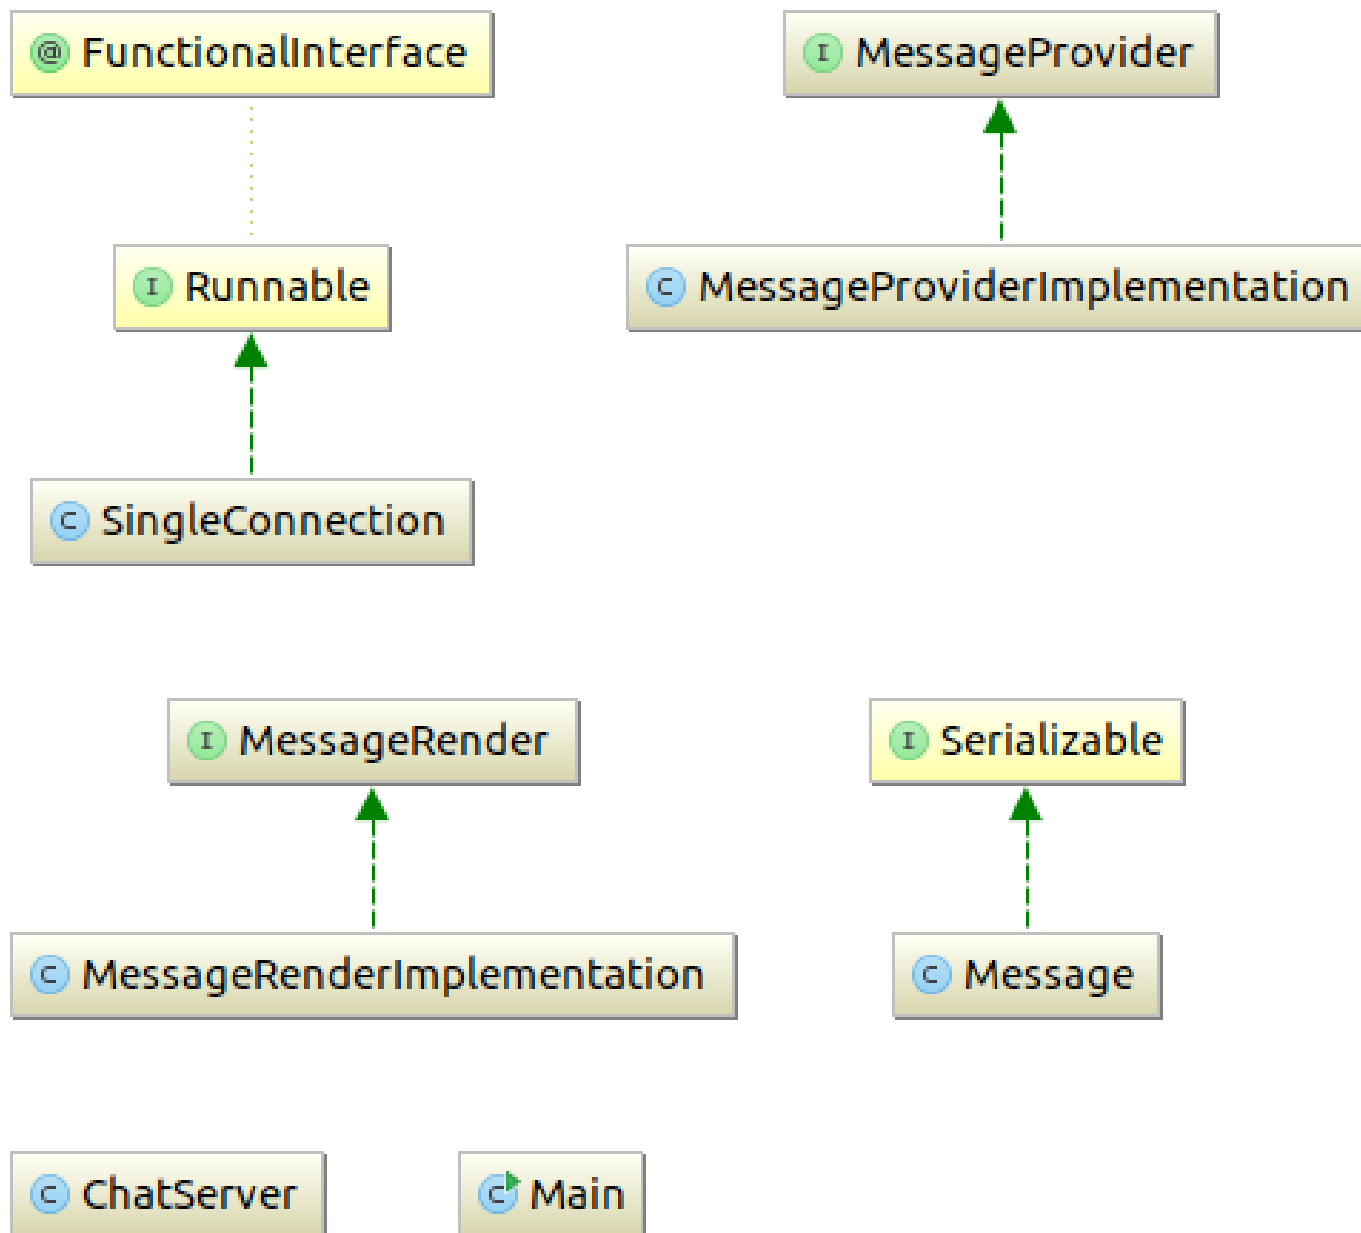 @ FunctionalInterface
I MessageProvider
I Runnable
C MessageProviderImplementation
C SingleConnection
I MessageRender
I Serializable
C MessageRenderImplementation
C Message
C ChatServer
C Main